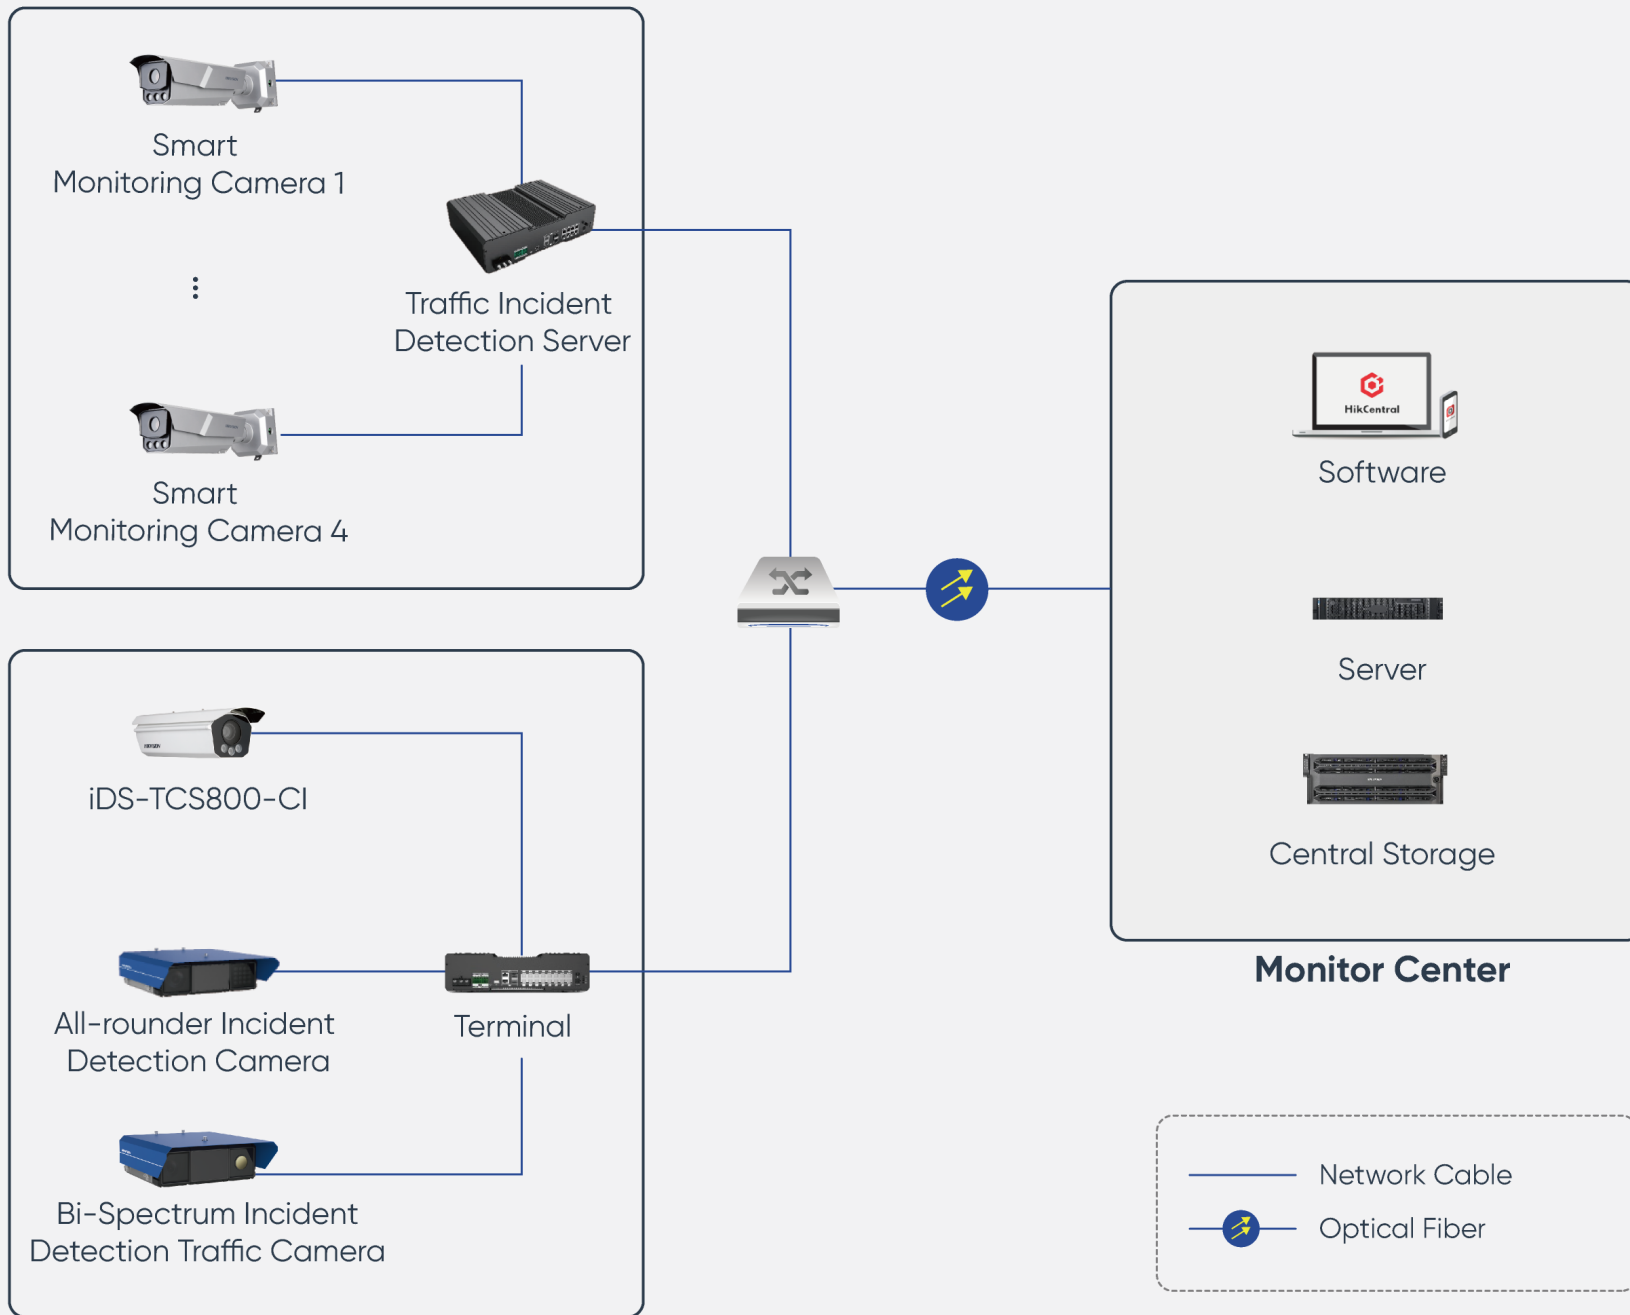 Smart
Monitoring Camera 1
Traffic Incident
Detection Server
Smart
Monitoring Camera 4
HikCentral
Software
Server
Central Storage
Monitor Center
HIKVISION
iDS-TCS800-CI
All-rounder Incident
Detection Camera
Terminal
Bi-Spectrum Incident
Detection Traffic Camera
Network Cable
Optical Fiber